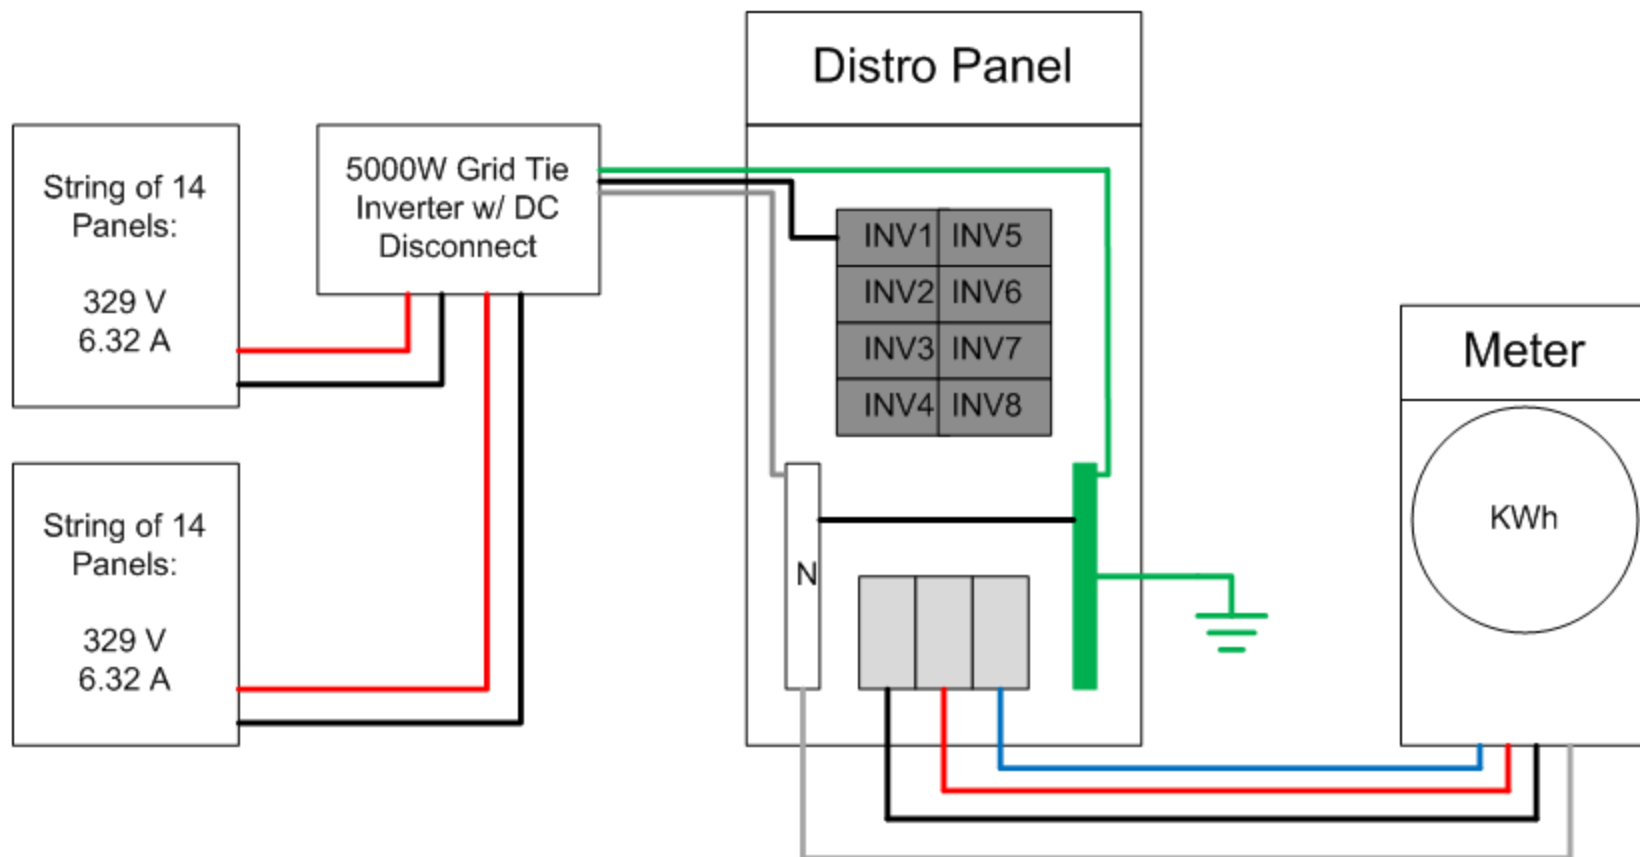 Distro Panel
String of 14
Panels:
329 V
6.32 A
5000W Grid Tie
Inverter w/ DC
Disconnect
INV1 INV5
INV2 INV6
INV3 INV7
INV4 INV8
Meter
KWh
String of 14
Panels:
329 V
6.32 A
N